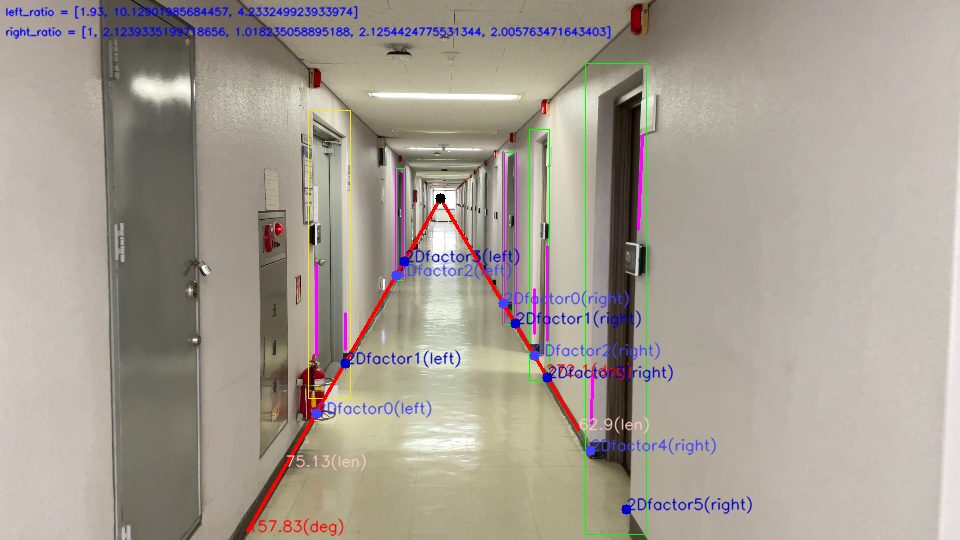 left_ratio = [1.93, 10.12901985684457, 4.233249923933974]
right_ratio = [1, 2.1239335199718656, 1.018235058895188, 2.1254424775531344, 2.005763471643403]
2Dfactor3(left)
2Dfactor2(left)
2Dfactor0(right)
2Dfactor1(right)
2Dfactor2(right)
2Dfactor1(left)
2Dfactor3(right)
2Dfactor0(left)
62.9(len)
2Dfactor4(right)
75.13(len)
2Dfactor5(right)
157.83(deg)